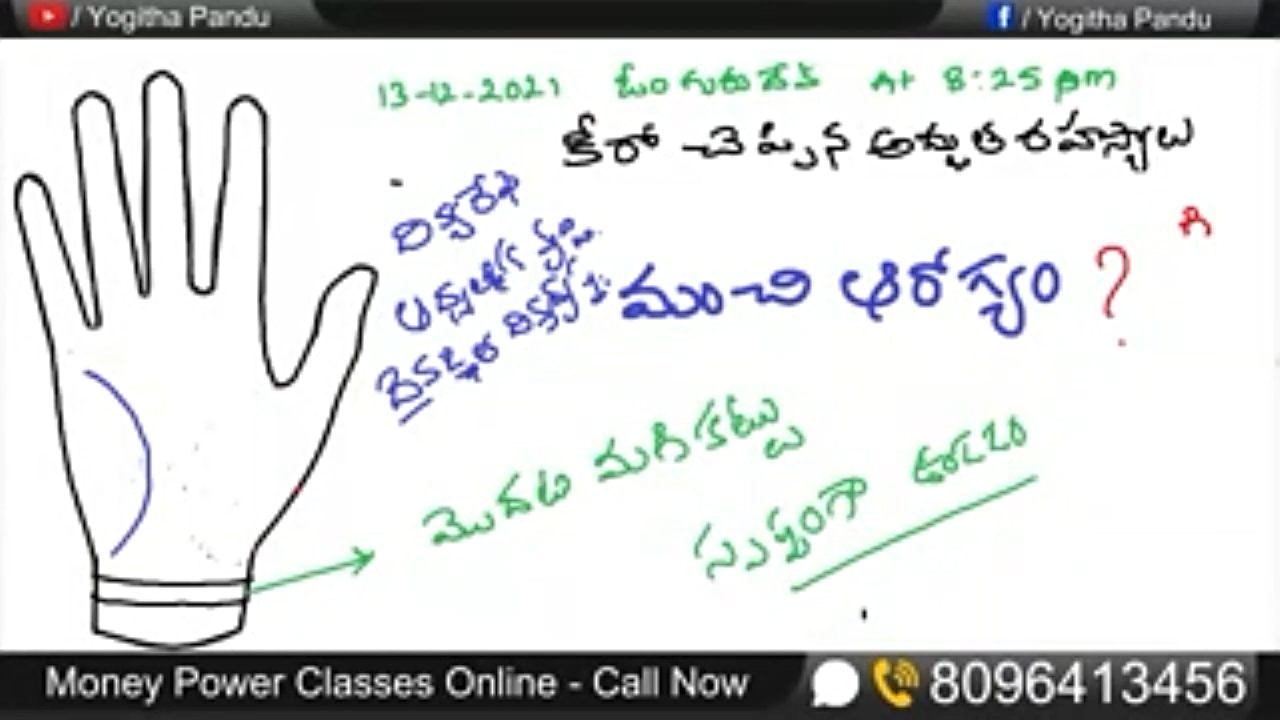 / Yogitha Pandu
f / Yogitha Pandu
13-12-2021 ఓం గురుదేవ At 8:25 pm
కీరో చెప్పిన అద్భుత రహస్యాలు
మంచి ఆరోగ్యం ?
మొదటి మణికట్టు
స్పష్టంగా ఉండటం
Money Power Classes Online - Call Now
8096413456